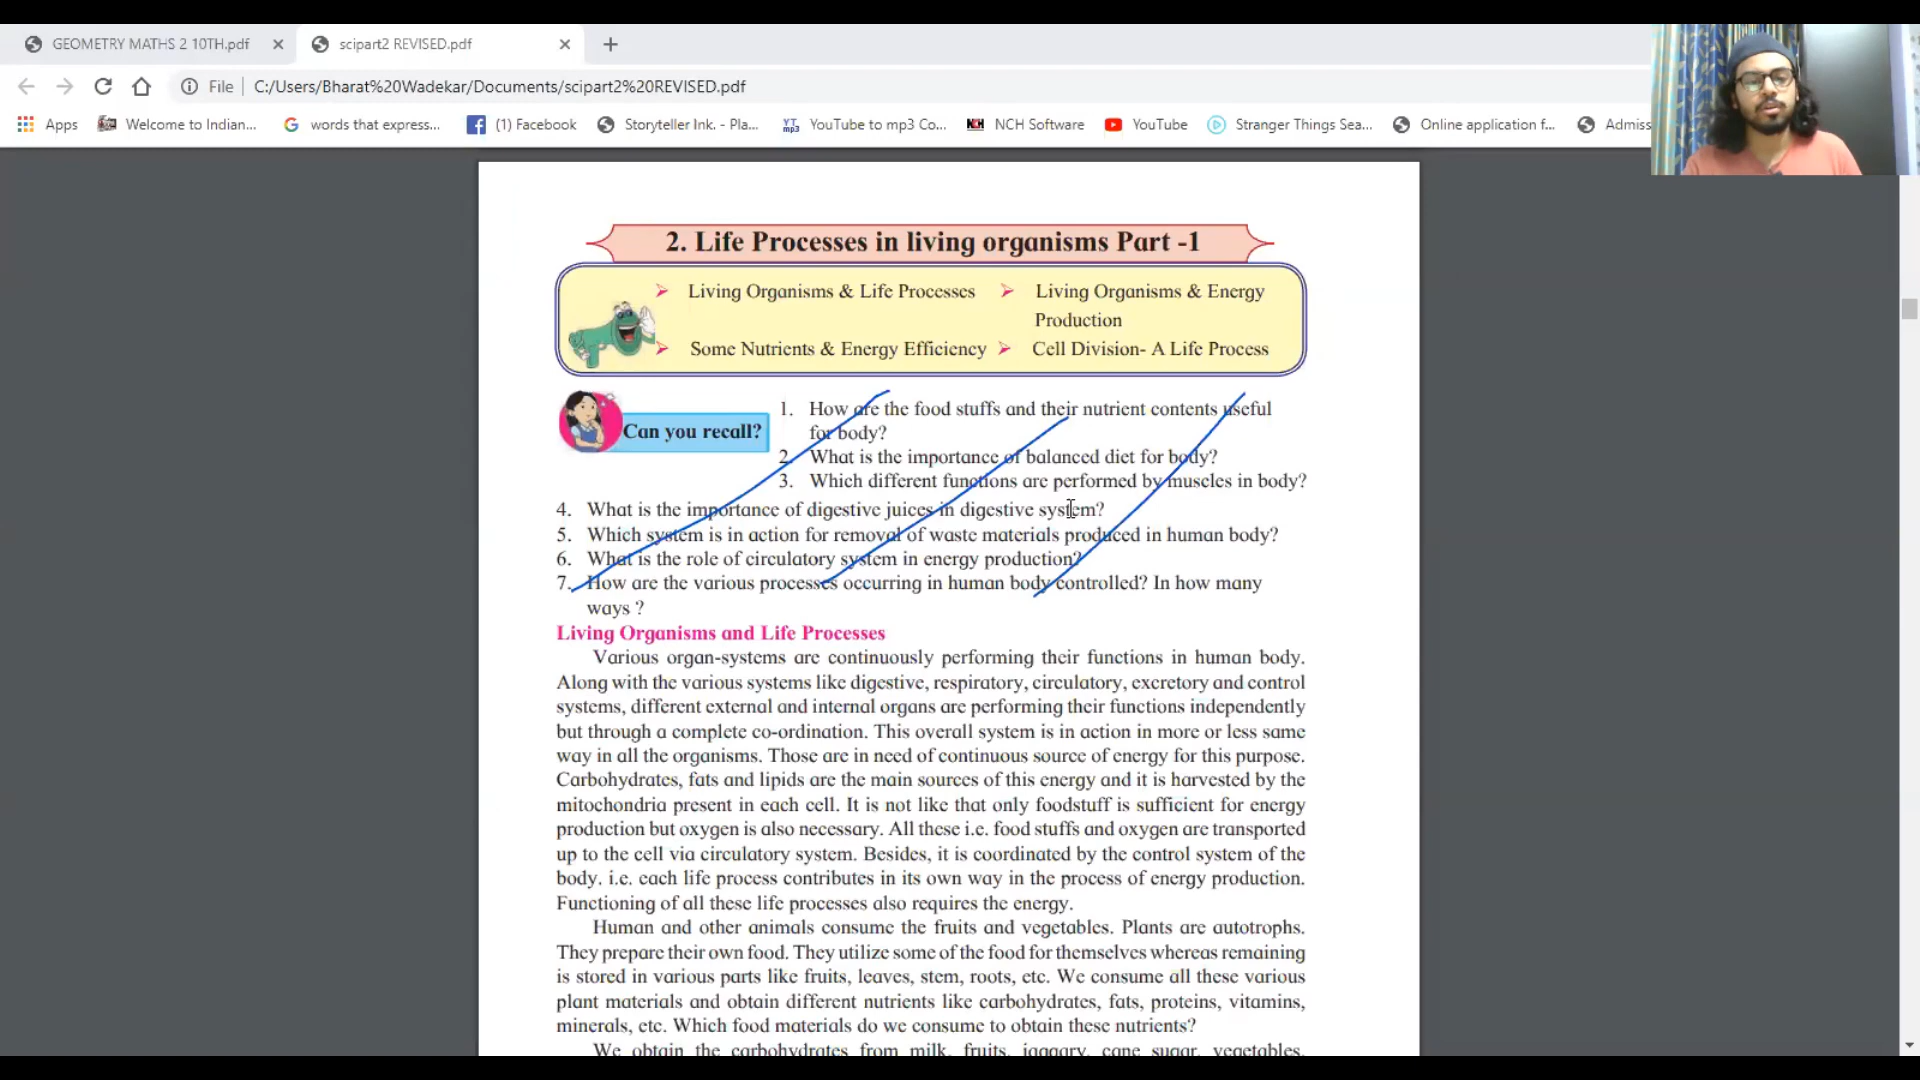 GEOMETRY MATHS 2 10TH.pdf
scipart2 REVISED.pdf
File C:/Users/Bharat%20Wadekar/Documents/scipart2%20REVISED.pdf
Apps Welcome to Indian... words that express... (1) Facebook Storyteller Ink. - Pla... YouTube to mp3 Co... NCH Software YouTube Stranger Things Sea... Online application f... Admiss
2. Life Processes in living organisms Part -1
Living Organisms & Life Processes
Living Organisms & Energy
Production
Some Nutrients & Energy Efficiency
Cell Division- A Life Process
Can you recall?
1. How are the food stuffs and their nutrient contents useful
for body?
2. What is the importance of balanced diet for body?
3. Which different functions are performed by muscles in body?
4. What is the importance of digestive juices in digestive system?
5. Which system is in action for removal of waste materials produced in human body?
6. What is the role of circulatory system in energy production?
7. How are the various processes occurring in human body controlled? In how many
ways ?
Living Organisms and Life Processes
Various organ-systems are continuously performing their functions in human body.
Along with the various systems like digestive, respiratory, circulatory, excretory and control
systems, different external and internal organs are performing their functions independently
but through a complete co-ordination. This overall system is in action in more or less same
way in all the organisms. Those are in need of continuous source of energy for this purpose.
Carbohydrates, fats and lipids are the main sources of this energy and it is harvested by the
mitochondria present in each cell. It is not like that only foodstuff is sufficient for energy
production but oxygen is also necessary. All these i.e. food stuffs and oxygen are transported
up to the cell via circulatory system. Besides, it is coordinated by the control system of the
body. i.e. each life process contributes in its own way in the process of energy production.
Functioning of all these life processes also requires the energy.
Human and other animals consume the fruits and vegetables. Plants are autotrophs.
They prepare their own food. They utilize some of the food for themselves whereas remaining
is stored in various parts like fruits, leaves, stem, roots, etc. We consume all these various
plant materials and obtain different nutrients like carbohydrates, fats, proteins, vitamins,
minerals, etc. Which food materials do we consume to obtain these nutrients?
We obtain the carbohydrates from milk, fruits, jaggary, cane sugar, vegetables,